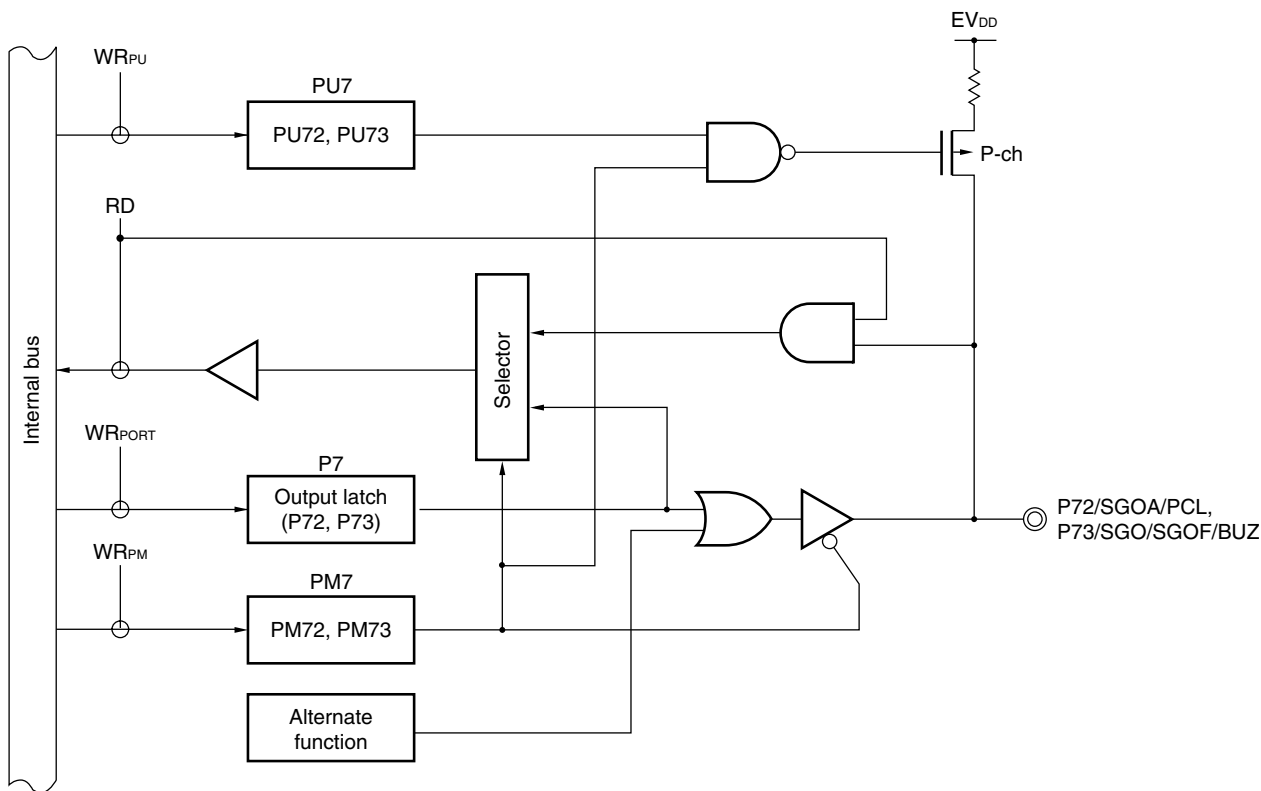 EVDD
WRPU
PU7
PU72, PU73
P-ch
RD
Selector
Internal bus
WRPORT
P7
Output latch
(P72, P73)
P72/SGOA/PCL,
P73/SGO/SGOF/BUZ
WRPM
PM7
PM72, PM73
Alternate
function